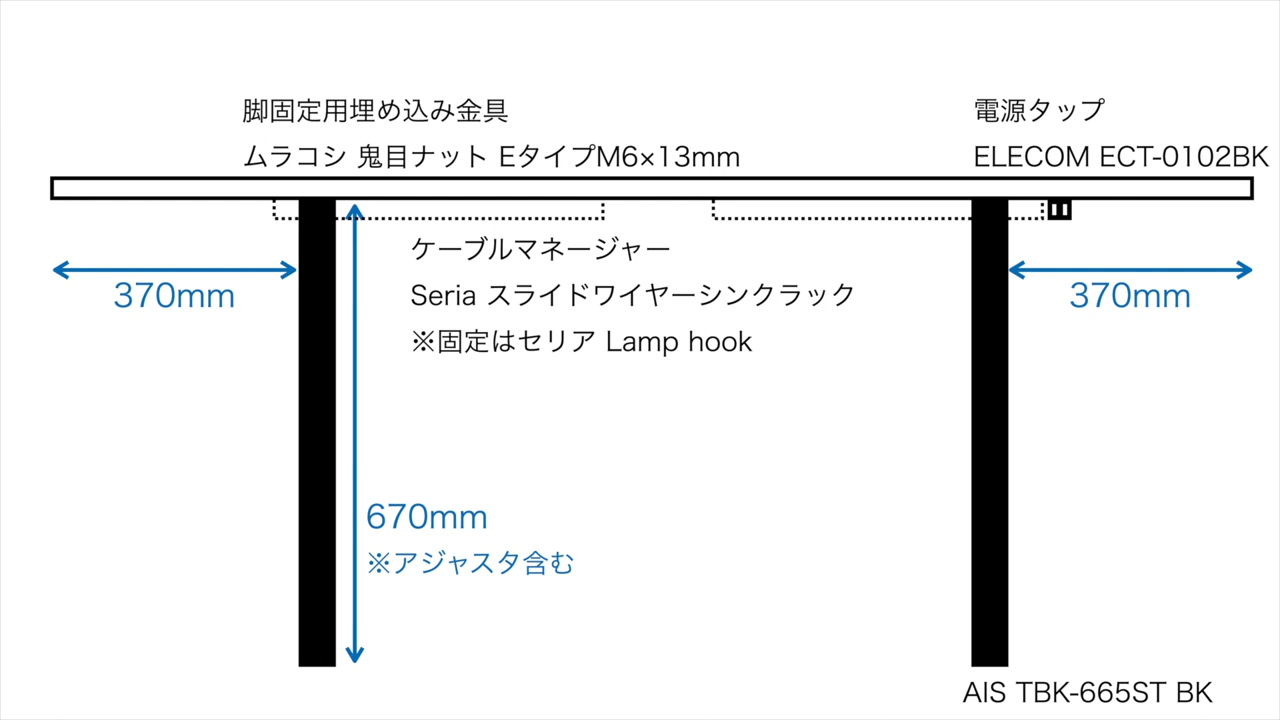 脚固定用埋め込み金具
ムラコシ 鬼目ナット EタイプM6×13mm
電源タップ
ELECOM ECT-0102BK
ケーブルマネージャー
Seria スライドワイヤーシンクラック
※固定はセリア Lamp hook
370mm
370mm
670mm
※アジャスタ含む
AIS TBK-665ST BK